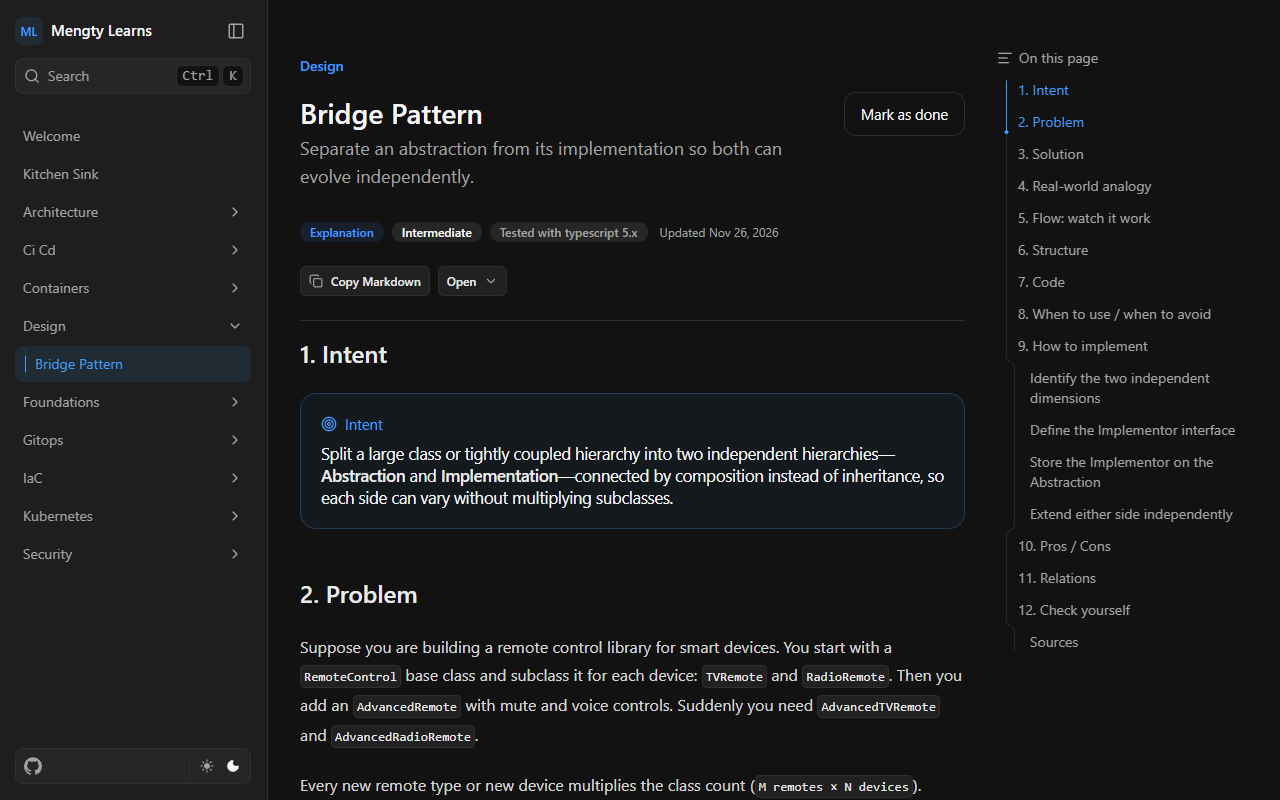 ML Mengty Learns
Search Ctrl K
Welcome
Kitchen Sink
Architecture
Ci Cd
Containers
Design
Bridge Pattern
Foundations
Gitops
IaC
Kubernetes
Security
Design
Bridge Pattern
Mark as done
Separate an abstraction from its implementation so both can
evolve independently.
Explanation Intermediate Tested with typescript 5.x Updated Nov 26, 2026
Copy Markdown Open
1. Intent
Intent
Split a large class or tightly coupled hierarchy into two independent hierarchies—
Abstraction and Implementation—connected by composition instead of inheritance, so
each side can vary without multiplying subclasses.
2. Problem
Suppose you are building a remote control library for smart devices. You start with a
RemoteControl base class and subclass it for each device: TVRemote and RadioRemote. Then you
add an AdvancedRemote with mute and voice controls. Suddenly you need AdvancedTVRemote
and AdvancedRadioRemote.
Every new remote type or new device multiplies the class count (M remotes × N devices).
On this page
1. Intent
2. Problem
3. Solution
4. Real-world analogy
5. Flow: watch it work
6. Structure
7. Code
8. When to use / when to avoid
9. How to implement
Identify the two independent
dimensions
Define the Implementor interface
Store the Implementor on the
Abstraction
Extend either side independently
10. Pros / Cons
11. Relations
12. Check yourself
Sources